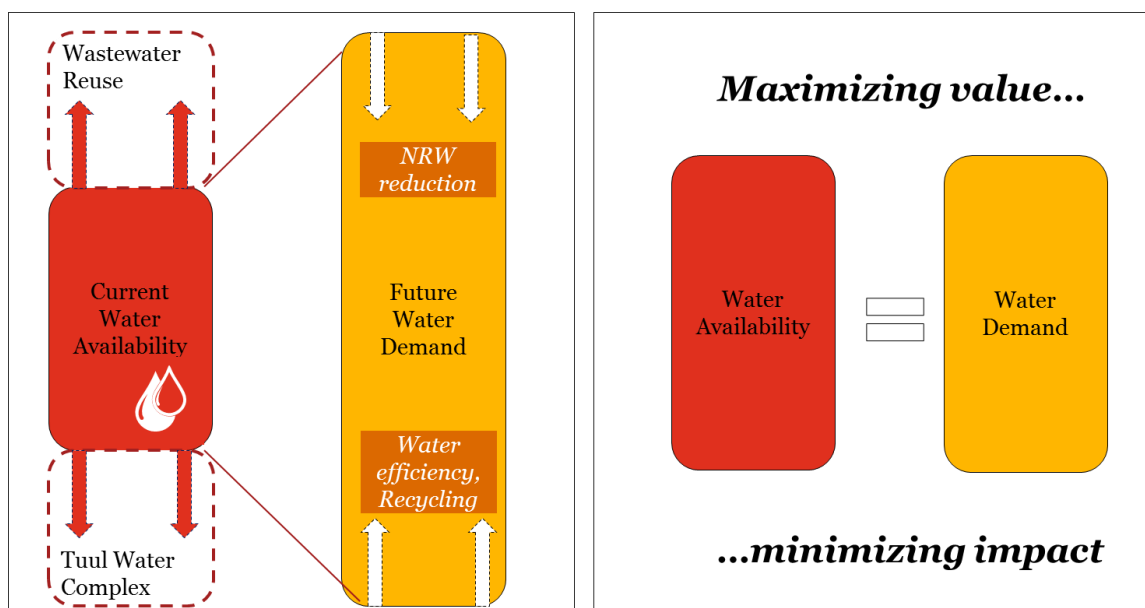 Wastewater
Reuse
Current
Water
Availability
Tuul Water
Complex
NRW
reduction
Future
Water
Demand
Water
efficiency,
Recycling
Maximizing value...
Water
Availability
Water
Demand
...minimizing impact